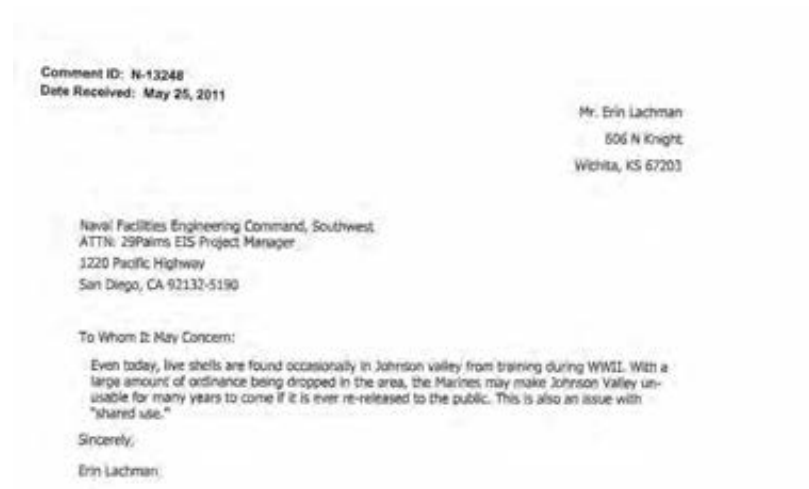 Comment ID: N-13248
Date Received: May 25, 2011
Mr. Erin Lachman
606 N Knight
Wichita, KS 67203
Naval Facilities Engineering Command, Southwest
ATTN: 29Palms EIS Project Manager
1220 Pacific Highway
San Diego, CA 92132-5190
To Whom It May Concern:
Even today, live shells are found occasionally in Johnson valley from training during WWII. With a
large amount of ordinance being dropped in the area, the Marines may make Johnson Valley un-
usable for many years to come if it is ever re-released to the public. This is also an issue with
"shared use."
Sincerely,
Erin Lachman